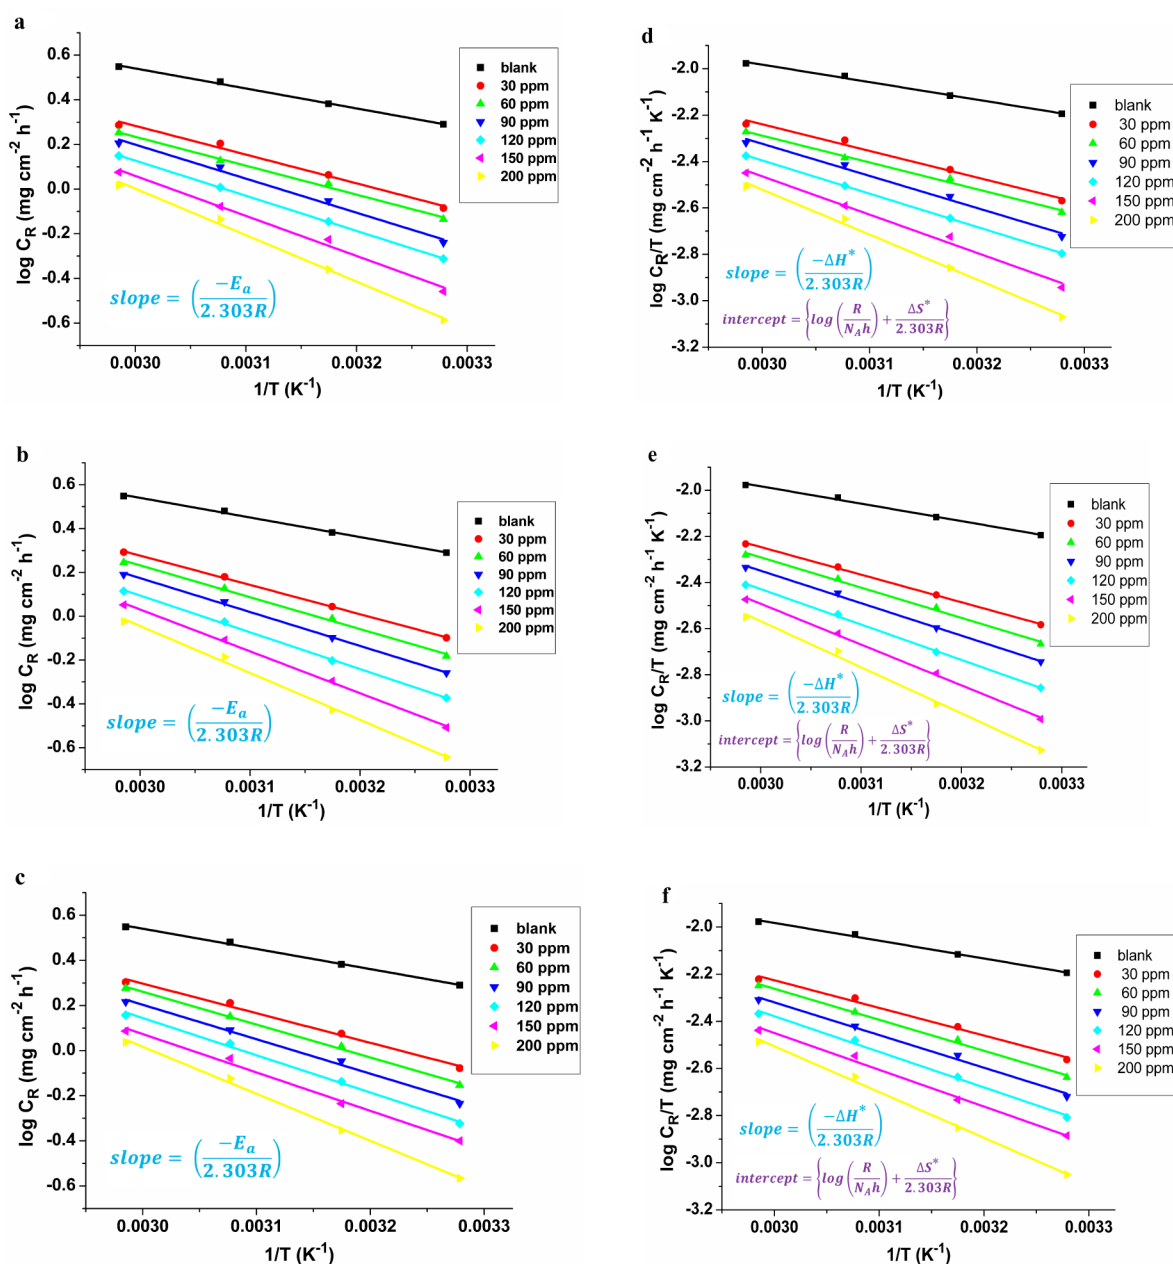 a
log C_R (mg cm⁻² h⁻¹)
0.6
0.4
0.2
0.0
-0.2
-0.4
-0.6
blank
30 ppm
60 ppm
90 ppm
120 ppm
150 ppm
200 ppm
slope = (-E_a / 2.303R)
0.0030 0.0031 0.0032 0.0033
1/T (K⁻¹)
d
log C_R/T (mg cm⁻² h⁻¹ K⁻¹)
-2.0
-2.2
-2.4
-2.6
-2.8
-3.0
-3.2
blank
30 ppm
60 ppm
90 ppm
120 ppm
150 ppm
200 ppm
slope = (-ΔH* / 2.303R)
intercept = {log (R / N_A h) + ΔS* / 2.303R}
0.0030 0.0031 0.0032 0.0033
1/T (K⁻¹)
b
log C_R (mg cm⁻² h⁻¹)
0.6
0.4
0.2
0.0
-0.2
-0.4
-0.6
blank
30 ppm
60 ppm
90 ppm
120 ppm
150 ppm
200 ppm
slope = (-E_a / 2.303R)
0.0030 0.0031 0.0032 0.0033
1/T (K⁻¹)
e
log C_R/T (mg cm⁻² h⁻¹ K⁻¹)
-2.0
-2.2
-2.4
-2.6
-2.8
-3.0
-3.2
blank
30 ppm
60 ppm
90 ppm
120 ppm
150 ppm
200 ppm
slope = (-ΔH* / 2.303R)
intercept = {log (R / N_A h) + ΔS* / 2.303R}
0.0030 0.0031 0.0032 0.0033
1/T (K⁻¹)
c
log C_R (mg cm⁻² h⁻¹)
0.6
0.4
0.2
0.0
-0.2
-0.4
-0.6
blank
30 ppm
60 ppm
90 ppm
120 ppm
150 ppm
200 ppm
slope = (-E_a / 2.303R)
0.0030 0.0031 0.0032 0.0033
1/T (K⁻¹)
f
log C_R/T (mg cm⁻² h⁻¹ K⁻¹)
-2.0
-2.2
-2.4
-2.6
-2.8
-3.0
-3.2
blank
30 ppm
60 ppm
90 ppm
120 ppm
150 ppm
200 ppm
slope = (-ΔH* / 2.303R)
intercept = {log (R / N_A h) + ΔS* / 2.303R}
0.0030 0.0031 0.0032 0.0033
1/T (K⁻¹)